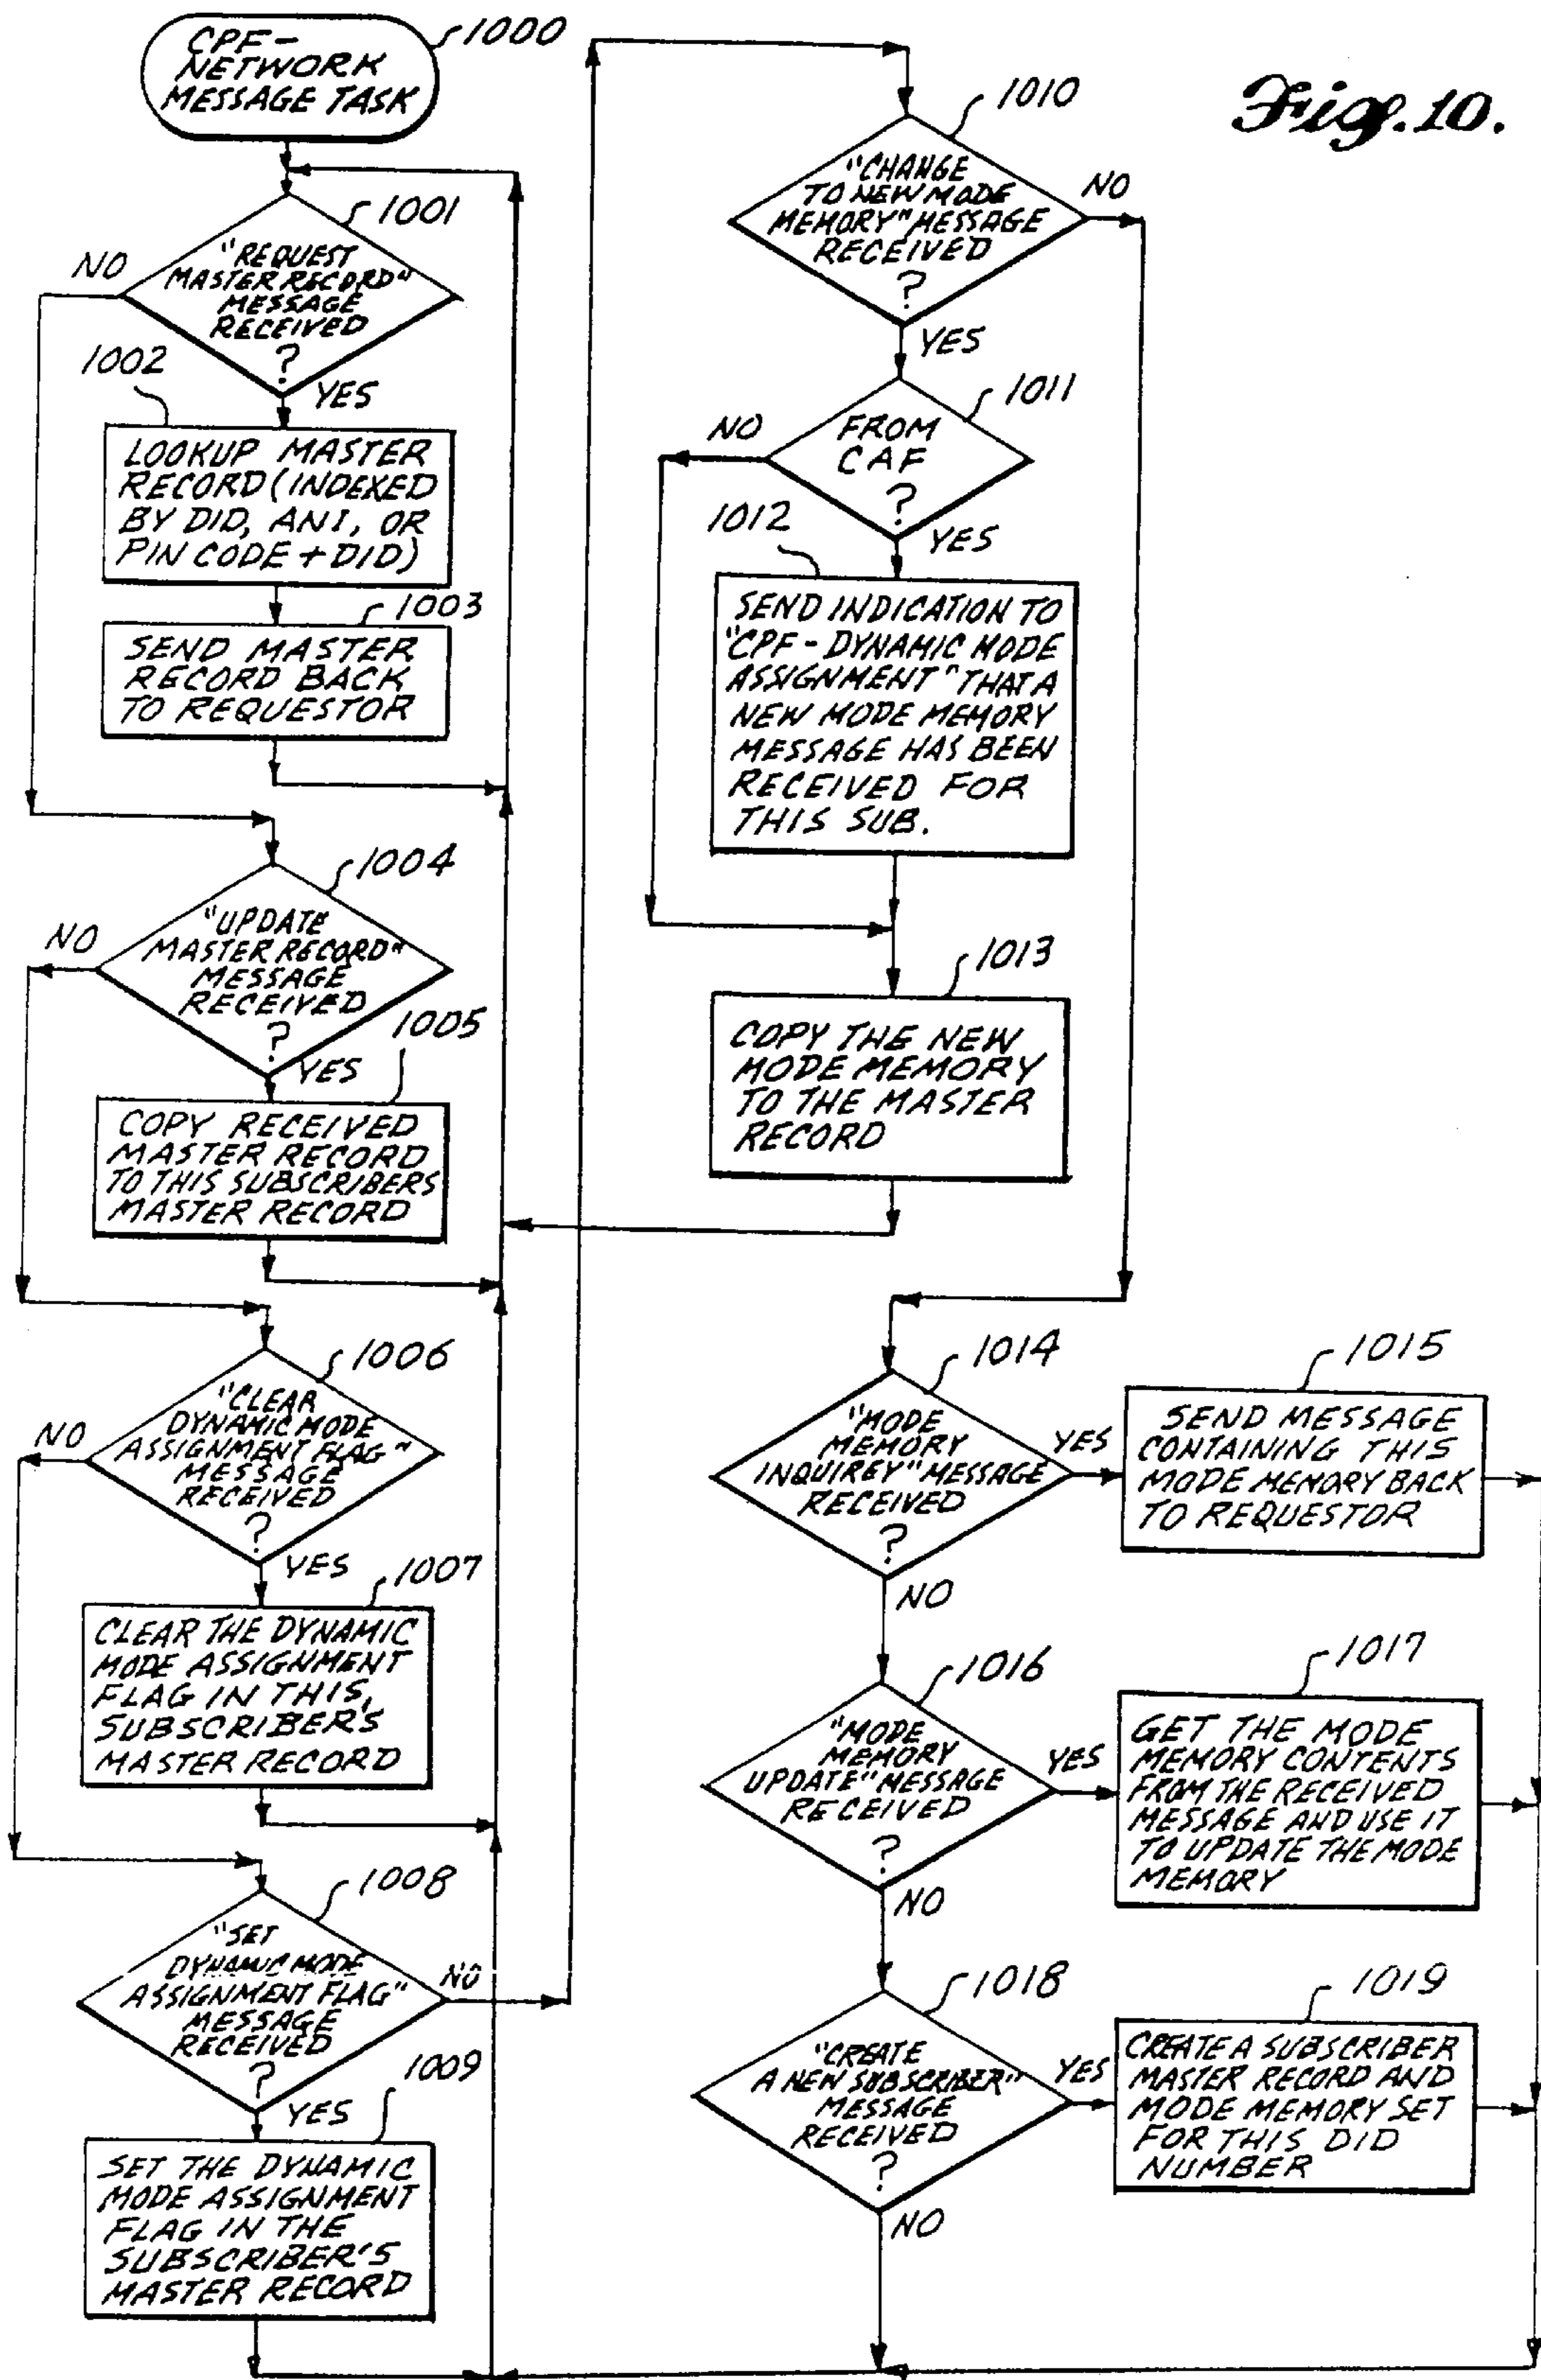 Fig. 10.
CPF-
NETWORK
MESSAGE TASK
1000
1001
"REQUEST
MASTER RECORD"
MESSAGE
RECEIVED
?
NO
YES
1002
LOOKUP MASTER
RECORD (INDEXED
BY DID, ANI, OR
PIN CODE + DID)
1003
SEND MASTER
RECORD BACK
TO REQUESTOR
1004
"UPDATE
MASTER RECORD"
MESSAGE
RECEIVED
?
NO
YES
1005
COPY RECEIVED
MASTER RECORD
TO THIS SUBSCRIBERS
MASTER RECORD
1006
"CLEAR
DYNAMIC MODE
ASSIGNMENT FLAG"
MESSAGE
RECEIVED
?
NO
YES
1007
CLEAR THE DYNAMIC
MODE ASSIGNMENT
FLAG IN THIS
SUBSCRIBER'S
MASTER RECORD
1008
"SET
DYNAMIC MODE
ASSIGNMENT FLAG"
MESSAGE
RECEIVED
?
NO
YES
1009
SET THE DYNAMIC
MODE ASSIGNMENT
FLAG IN THE
SUBSCRIBER'S
MASTER RECORD
1010
"CHANGE
TO NEW MODE
MEMORY" MESSAGE
RECEIVED
?
NO
YES
1011
FROM
CAF
?
NO
YES
1012
SEND INDICATION TO
"CPF - DYNAMIC MODE
ASSIGNMENT" THAT A
NEW MODE MEMORY
MESSAGE HAS BEEN
RECEIVED FOR
THIS SUB.
1013
COPY THE NEW
MODE MEMORY
TO THE MASTER
RECORD
1014
"MODE
MEMORY
INQUIREY" MESSAGE
RECEIVED
?
YES
NO
1015
SEND MESSAGE
CONTAINING THIS
MODE MEMORY BACK
TO REQUESTOR
1016
"MODE
MEMORY
UPDATE" MESSAGE
RECEIVED
?
YES
NO
1017
GET THE MODE
MEMORY CONTENTS
FROM THE RECEIVED
MESSAGE AND USE IT
TO UPDATE THE MODE
MEMORY
1018
"CREATE
A NEW SUBSCRIBER"
MESSAGE
RECEIVED
?
YES
NO
1019
CREATE A SUBSCRIBER
MASTER RECORD AND
MODE MEMORY SET
FOR THIS DID
NUMBER